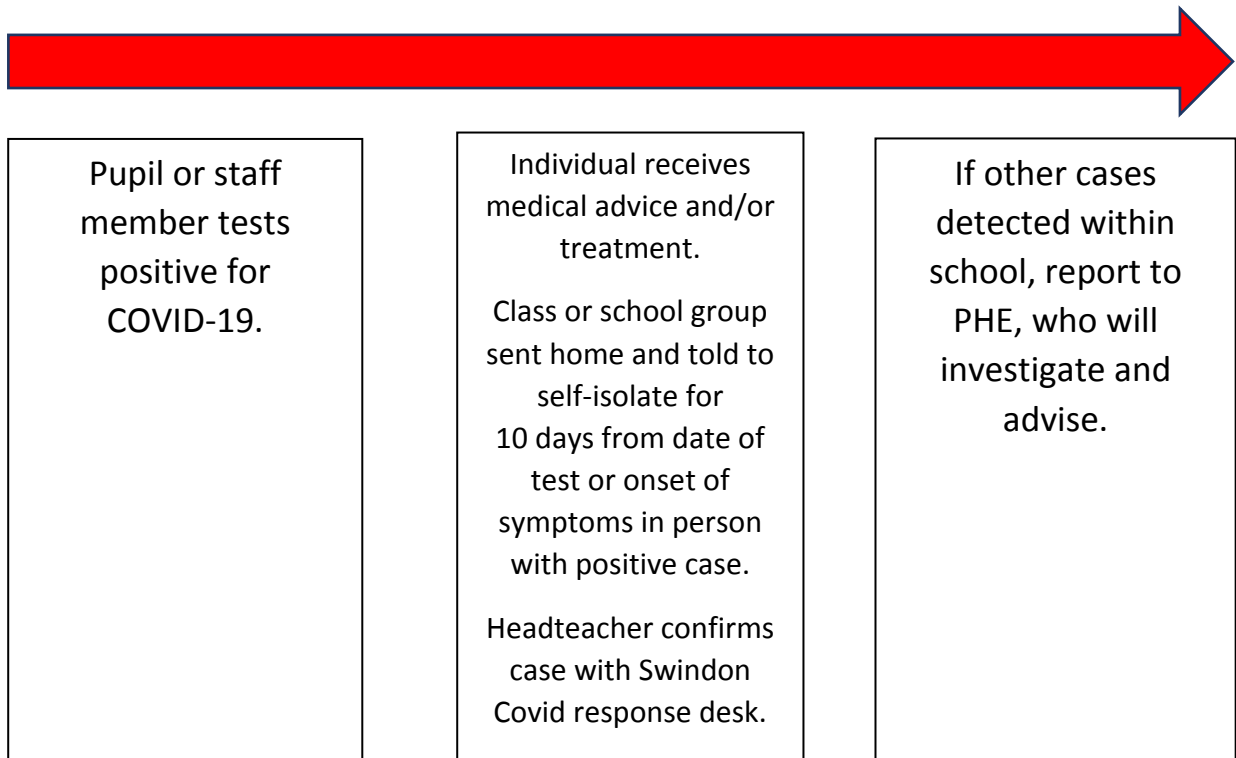 Pupil or staff
member tests
positive for
COVID-19.
Individual receives
medical advice and/or
treatment.
Class or school group
sent home and told to
self-isolate for
10 days from date of
test or onset of
symptoms in person
with positive case.
Headteacher confirms
case with Swindon
Covid response desk.
If other cases
detected within
school, report to
PHE, who will
investigate and
advise.